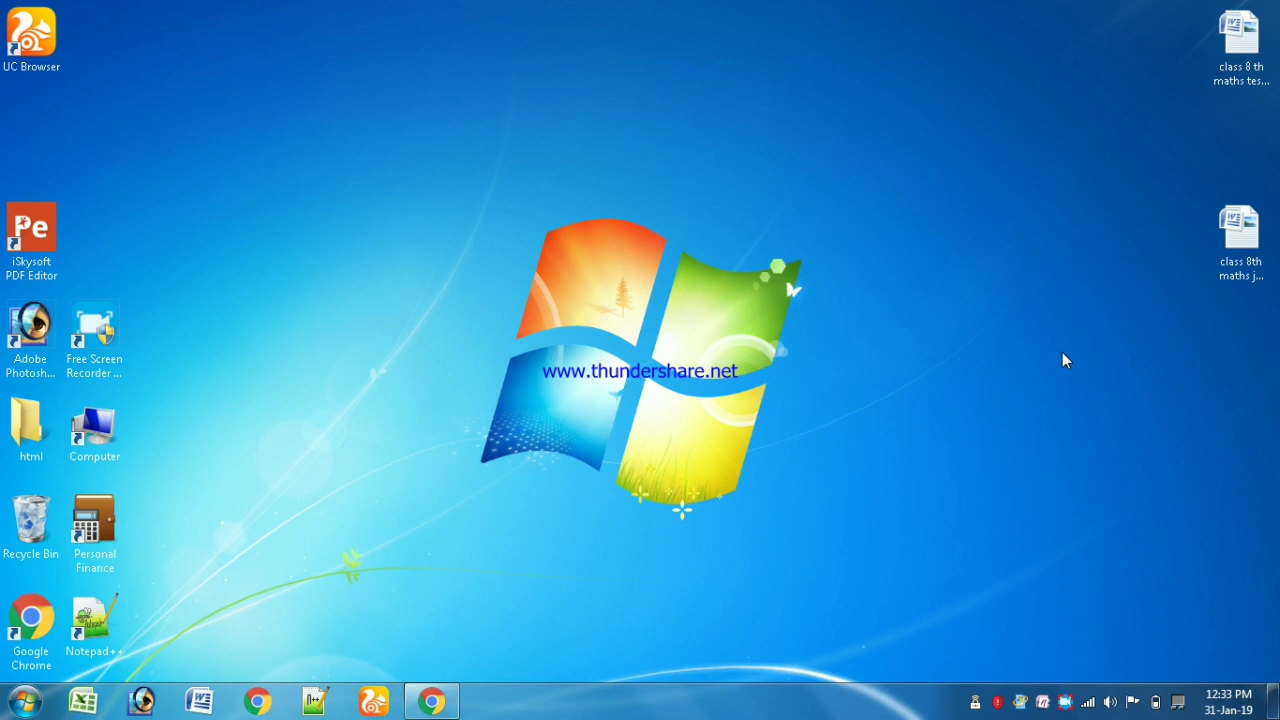 UC Browser
class 8 th
maths tes...
Pe
iSkysoft
PDF Editor
class 8th
maths j...
Adobe
Photosh...
Free Screen
Recorder ...
www.thundershare.net
html
Computer
Recycle Bin
Personal
Finance
Google
Chrome
Notepad++
12:33 PM
31-Jan-19